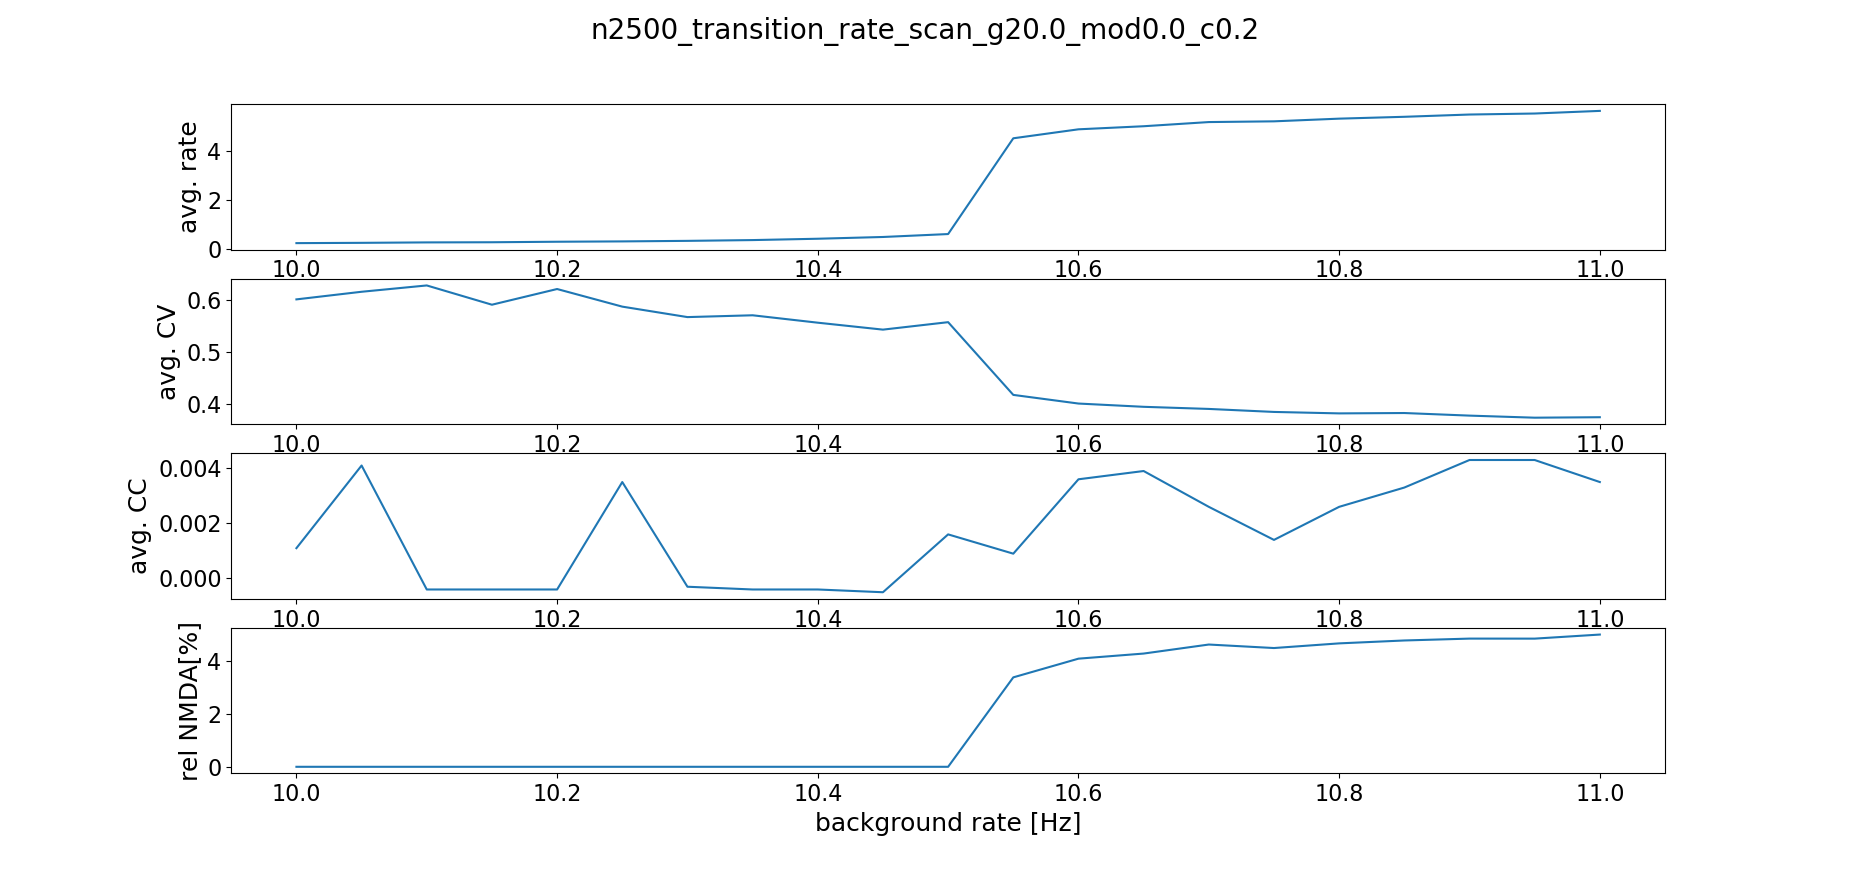 n2500_transition_rate_scan_g20.0_mod0.0_c0.2
avg. rate
4
2
0
10.0 10.2 10.4 10.6 10.8 11.0
avg. CV
0.6
0.5
0.4
10.0 10.2 10.4 10.6 10.8 11.0
avg. CC
0.004
0.002
0.000
10.0 10.2 10.4 10.6 10.8 11.0
rel NMDA[%]
4
2
0
10.0 10.2 10.4 10.6 10.8 11.0
background rate [Hz]